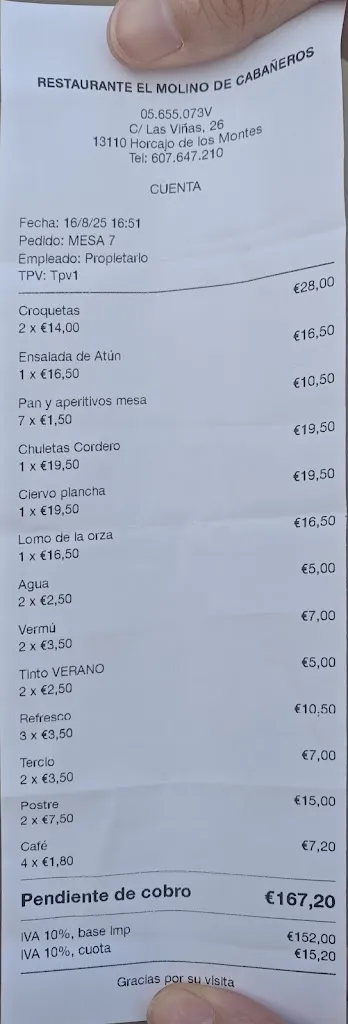 RESTAURANTE EL MOLINO DE CABAÑEROS
05.655.073V
C/ Las Viñas, 26
13110 Horcajo de los Montes
Tel: 607.647.210
CUENTA
Fecha: 16/8/25 16:51
Pedido: MESA 7
Empleado: Propietario
TPV: Tpv1
Croquetas €28,00
2 x €14,00
Ensalada de Atún €16,50
1 x €16,50
Pan y aperitivos mesa €10,50
7 x €1,50
Chuletas Cordero €19,50
1 x €19,50
Ciervo plancha €19,50
1 x €19,50
Lomo de la orza €16,50
1 x €16,50
Agua €5,00
2 x €2,50
Vermú €7,00
2 x €3,50
Tinto VERANO €5,00
2 x €2,50
Refresco €10,50
3 x €3,50
Tercio €7,00
2 x €3,50
Postre €15,00
2 x €7,50
Café €7,20
4 x €1,80
Pendiente de cobro €167,20
IVA 10%, base Imp €152,00
IVA 10%, cuota €15,20
Gracias por su visita